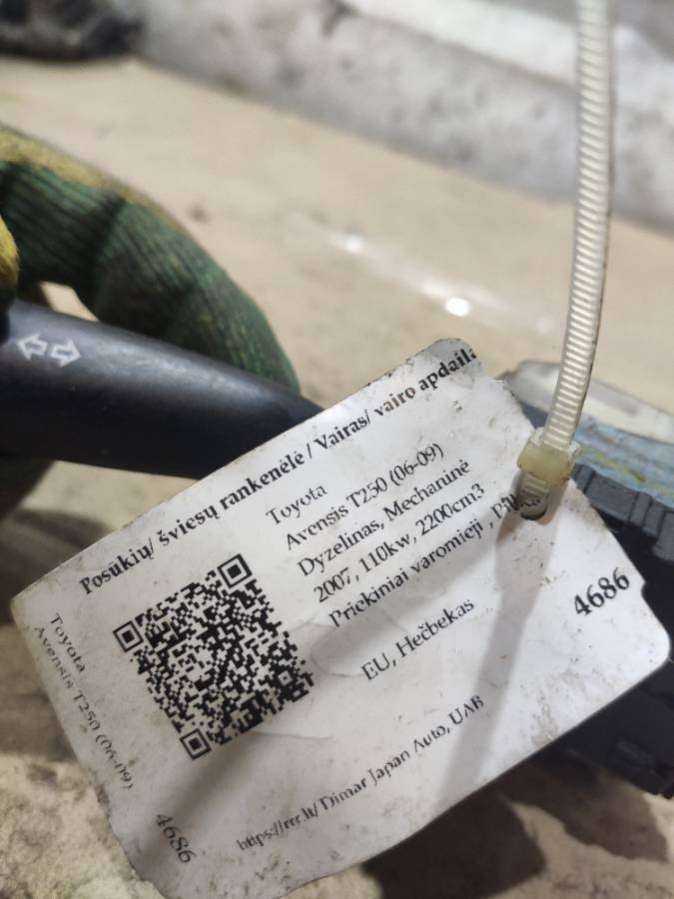 Posūkių/ šviesų rankenėlė / Vairas/ vairo apdaila
Toyota
Avensis T250 (06-09)
Dyzelinas, Mechaninė
2007, 110kw, 2200cm3
Priekiniai varomieji ,
EU, Hečbekas
4686
https://rrr.lt/Dimar Japan Auto, UAB
Toyota
Avensis T250 (06-09)
4686